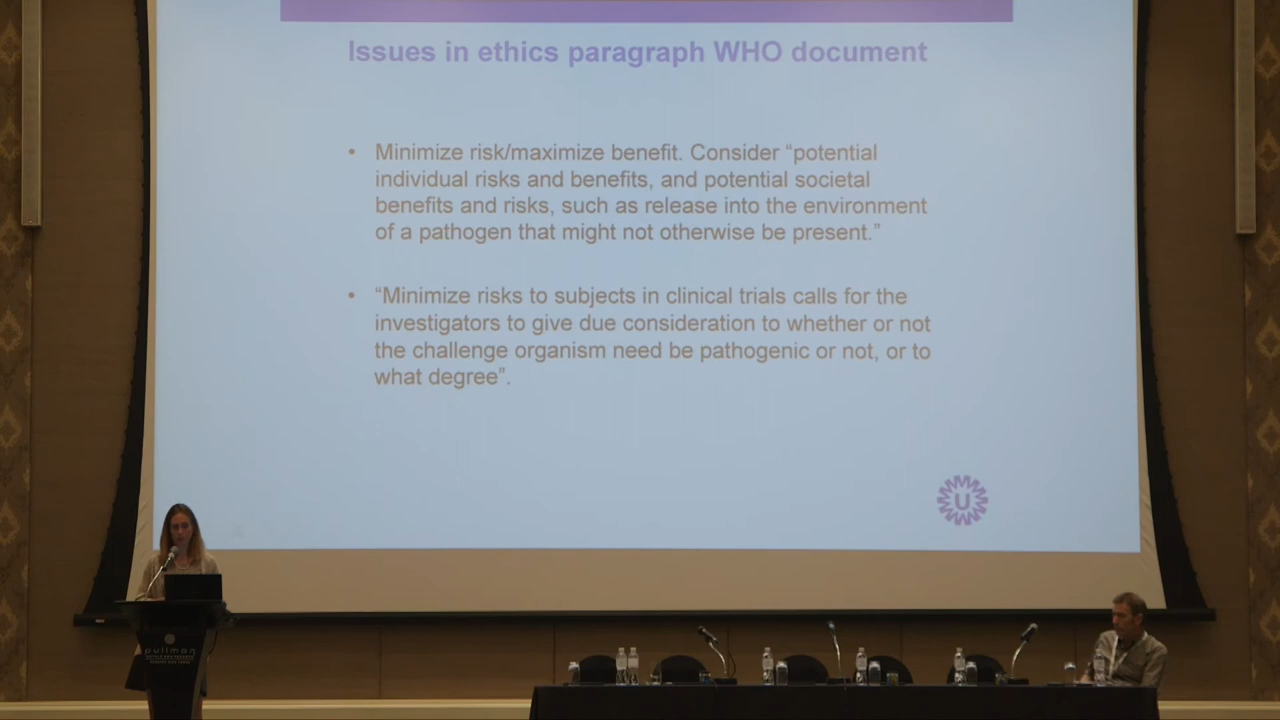 Issues in ethics paragraph WHO document
• Minimize risk/maximize benefit. Consider “potential
individual risks and benefits, and potential societal
benefits and risks, such as release into the environment
of a pathogen that might not otherwise be present.”
• “Minimize risks to subjects in clinical trials calls for the
investigators to give due consideration to whether or not
the challenge organism need be pathogenic or not, or to
what degree”.
U
pullman